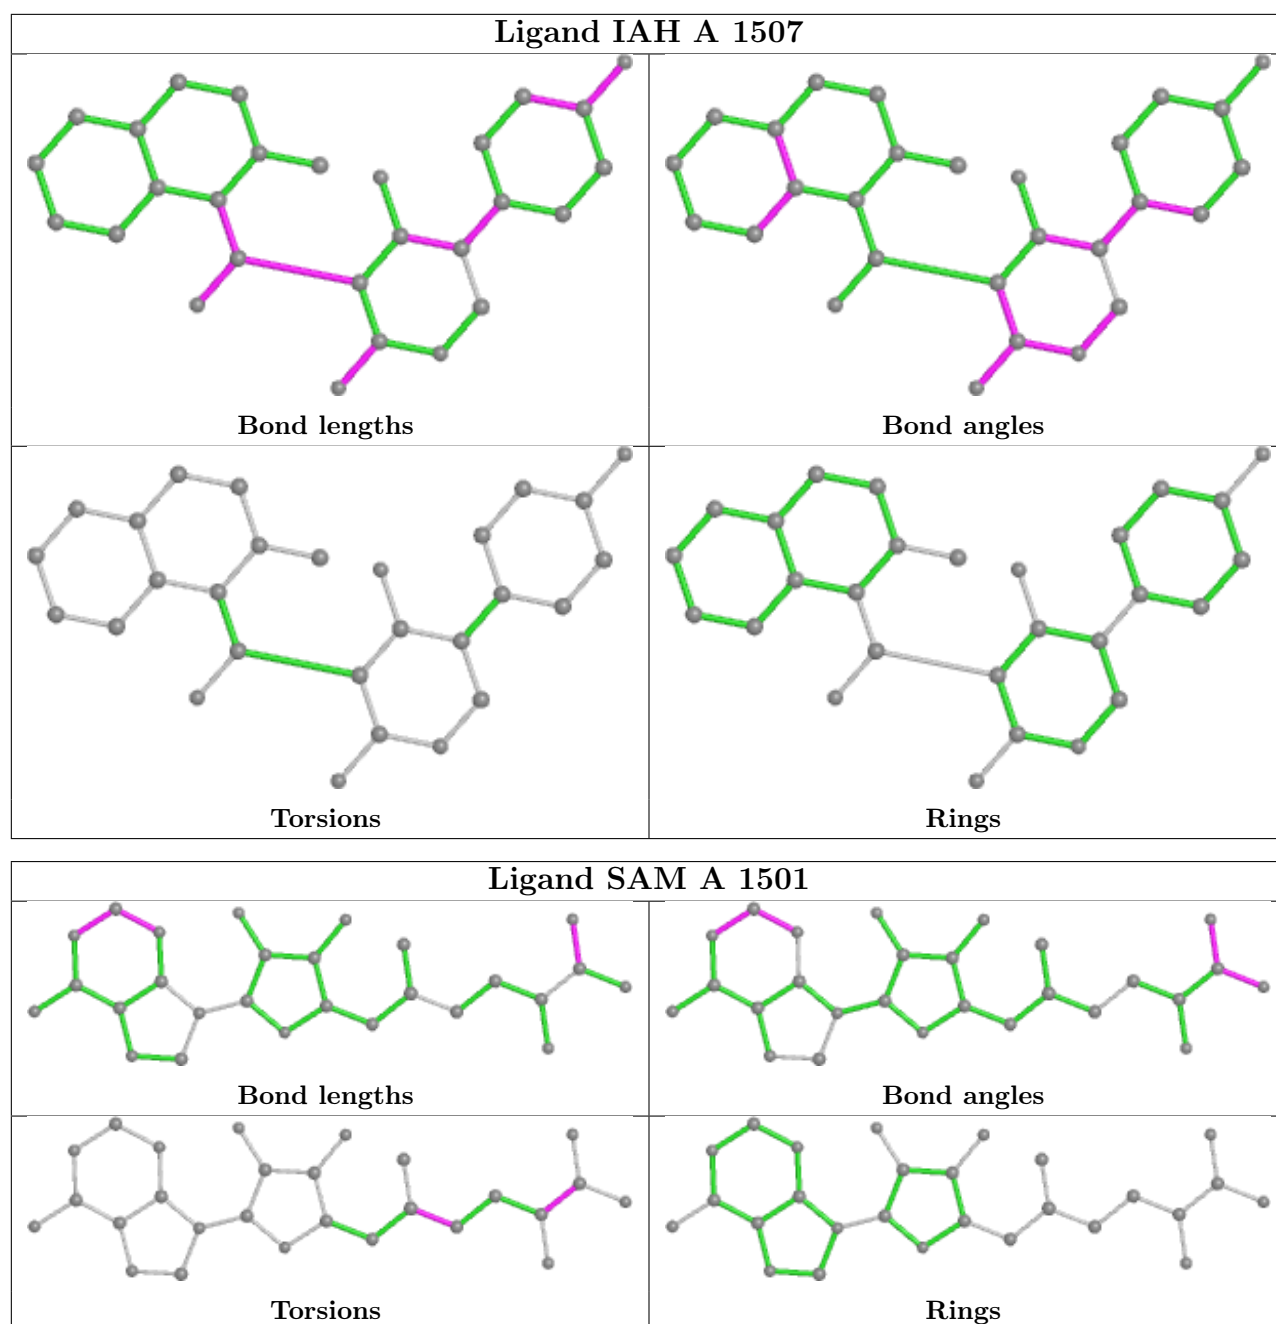 Ligand IAH A 1507
Bond lengths
Bond angles
Torsions
Rings
Ligand SAM A 1501
Bond lengths
Bond angles
Torsions
Rings